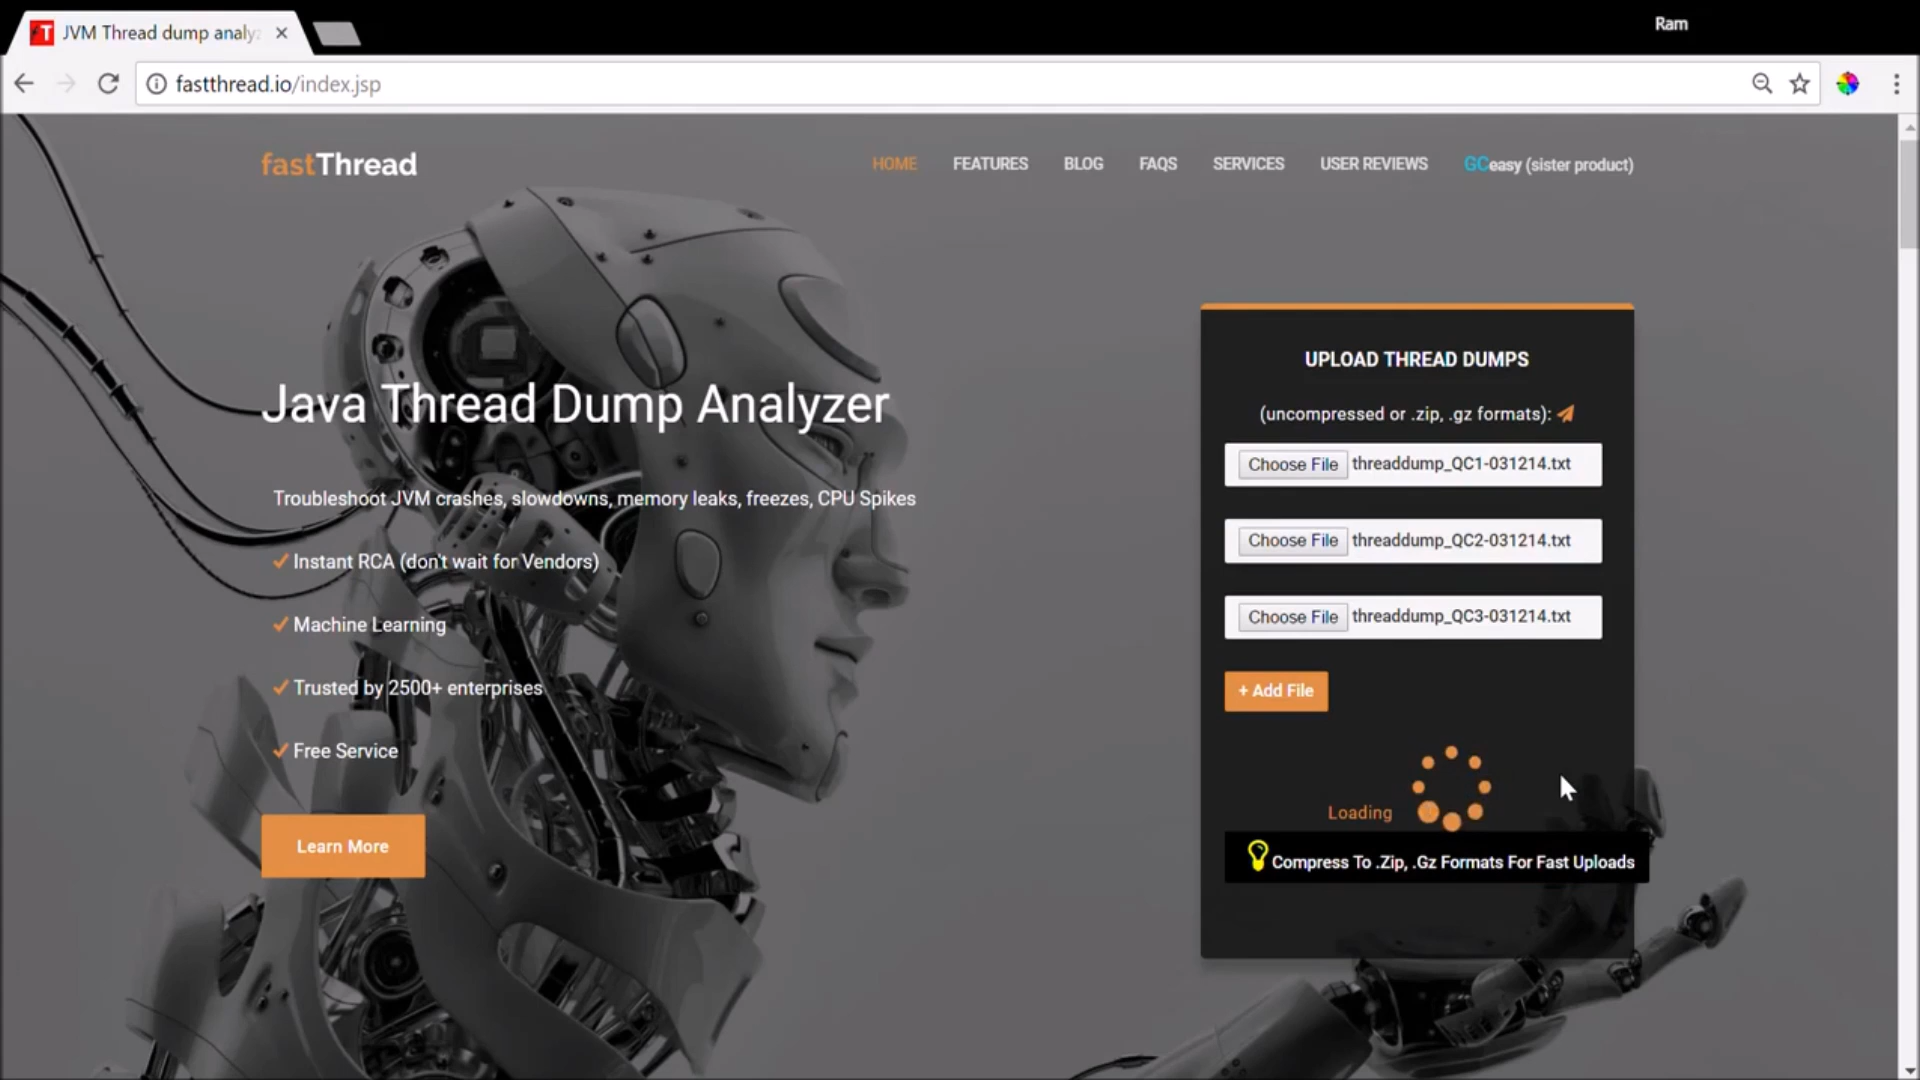 JVM Thread dump analy
Ram
fastthread.io/index.jsp
fastThread
HOME
FEATURES
BLOG
FAQS
SERVICES
USER REVIEWS
GCeasy (sister product)
Java Thread Dump Analyzer
Troubleshoot JVM crashes, slowdowns, memory leaks, freezes, CPU Spikes
Instant RCA (don't wait for Vendors)
Machine Learning
Trusted by 2500+ enterprises
Free Service
Learn More
UPLOAD THREAD DUMPS
(uncompressed or .zip, .gz formats):
Choose File threaddump_QC1-031214.txt
Choose File threaddump_QC2-031214.txt
Choose File threaddump_QC3-031214.txt
+ Add File
Loading
Compress To .Zip, .Gz Formats For Fast Uploads